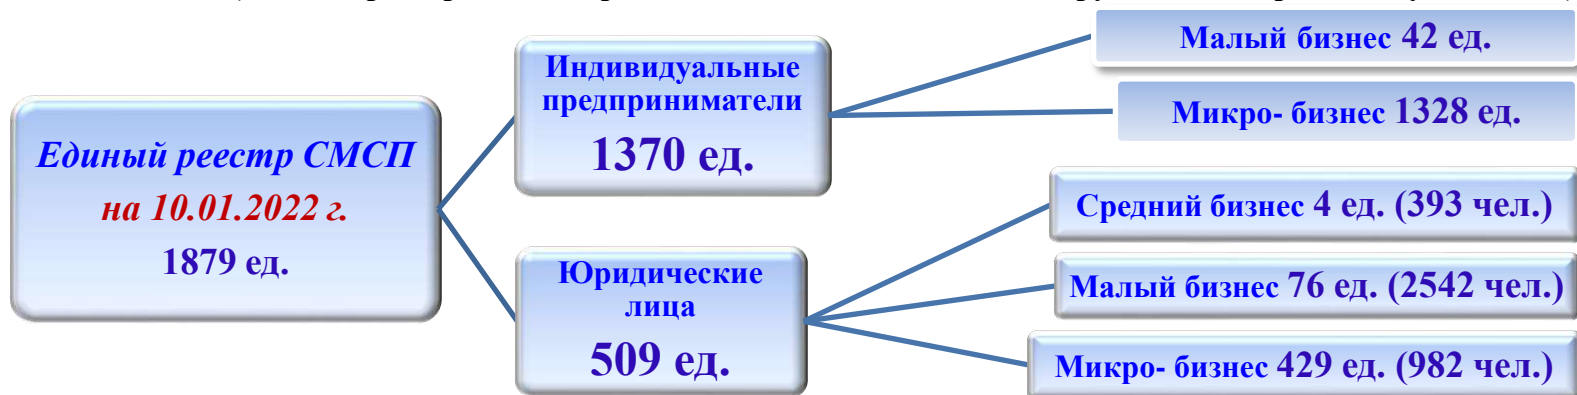 Единый реестр СМСП
на 10.01.2022 г.
1879 ед.
Индивидуальные
предприниматели
1370 ед.
Малый бизнес 42 ед.
Микро- бизнес 1328 ед.
Юридические
лица
509 ед.
Средний бизнес 4 ед. (393 чел.)
Малый бизнес 76 ед. (2542 чел.)
Микро- бизнес 429 ед. (982 чел.)